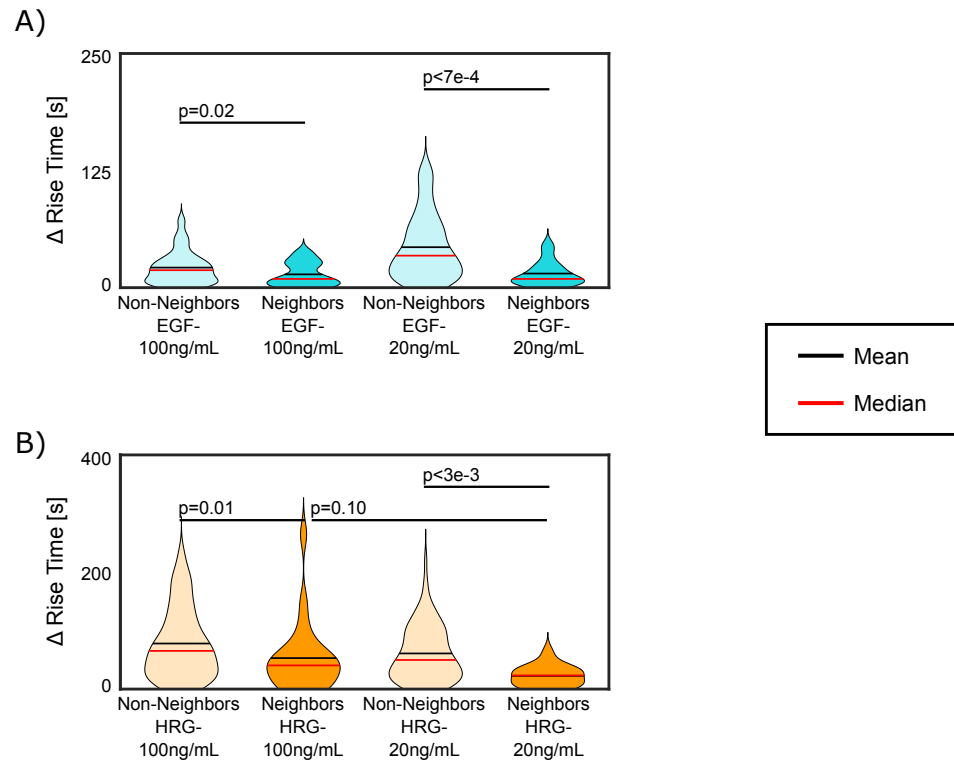 A)
250
125
0
Δ Rise Time [s]
p=0.02
p<7e-4
Non-Neighbors
EGF-
100ng/mL
Neighbors
EGF-
100ng/mL
Non-Neighbors
EGF-
20ng/mL
Neighbors
EGF-
20ng/mL
Mean
Median
B)
400
200
0
Δ Rise Time [s]
p=0.01
p=0.10
p<3e-3
Non-Neighbors
HRG-
100ng/mL
Neighbors
HRG-
100ng/mL
Non-Neighbors
HRG-
20ng/mL
Neighbors
HRG-
20ng/mL